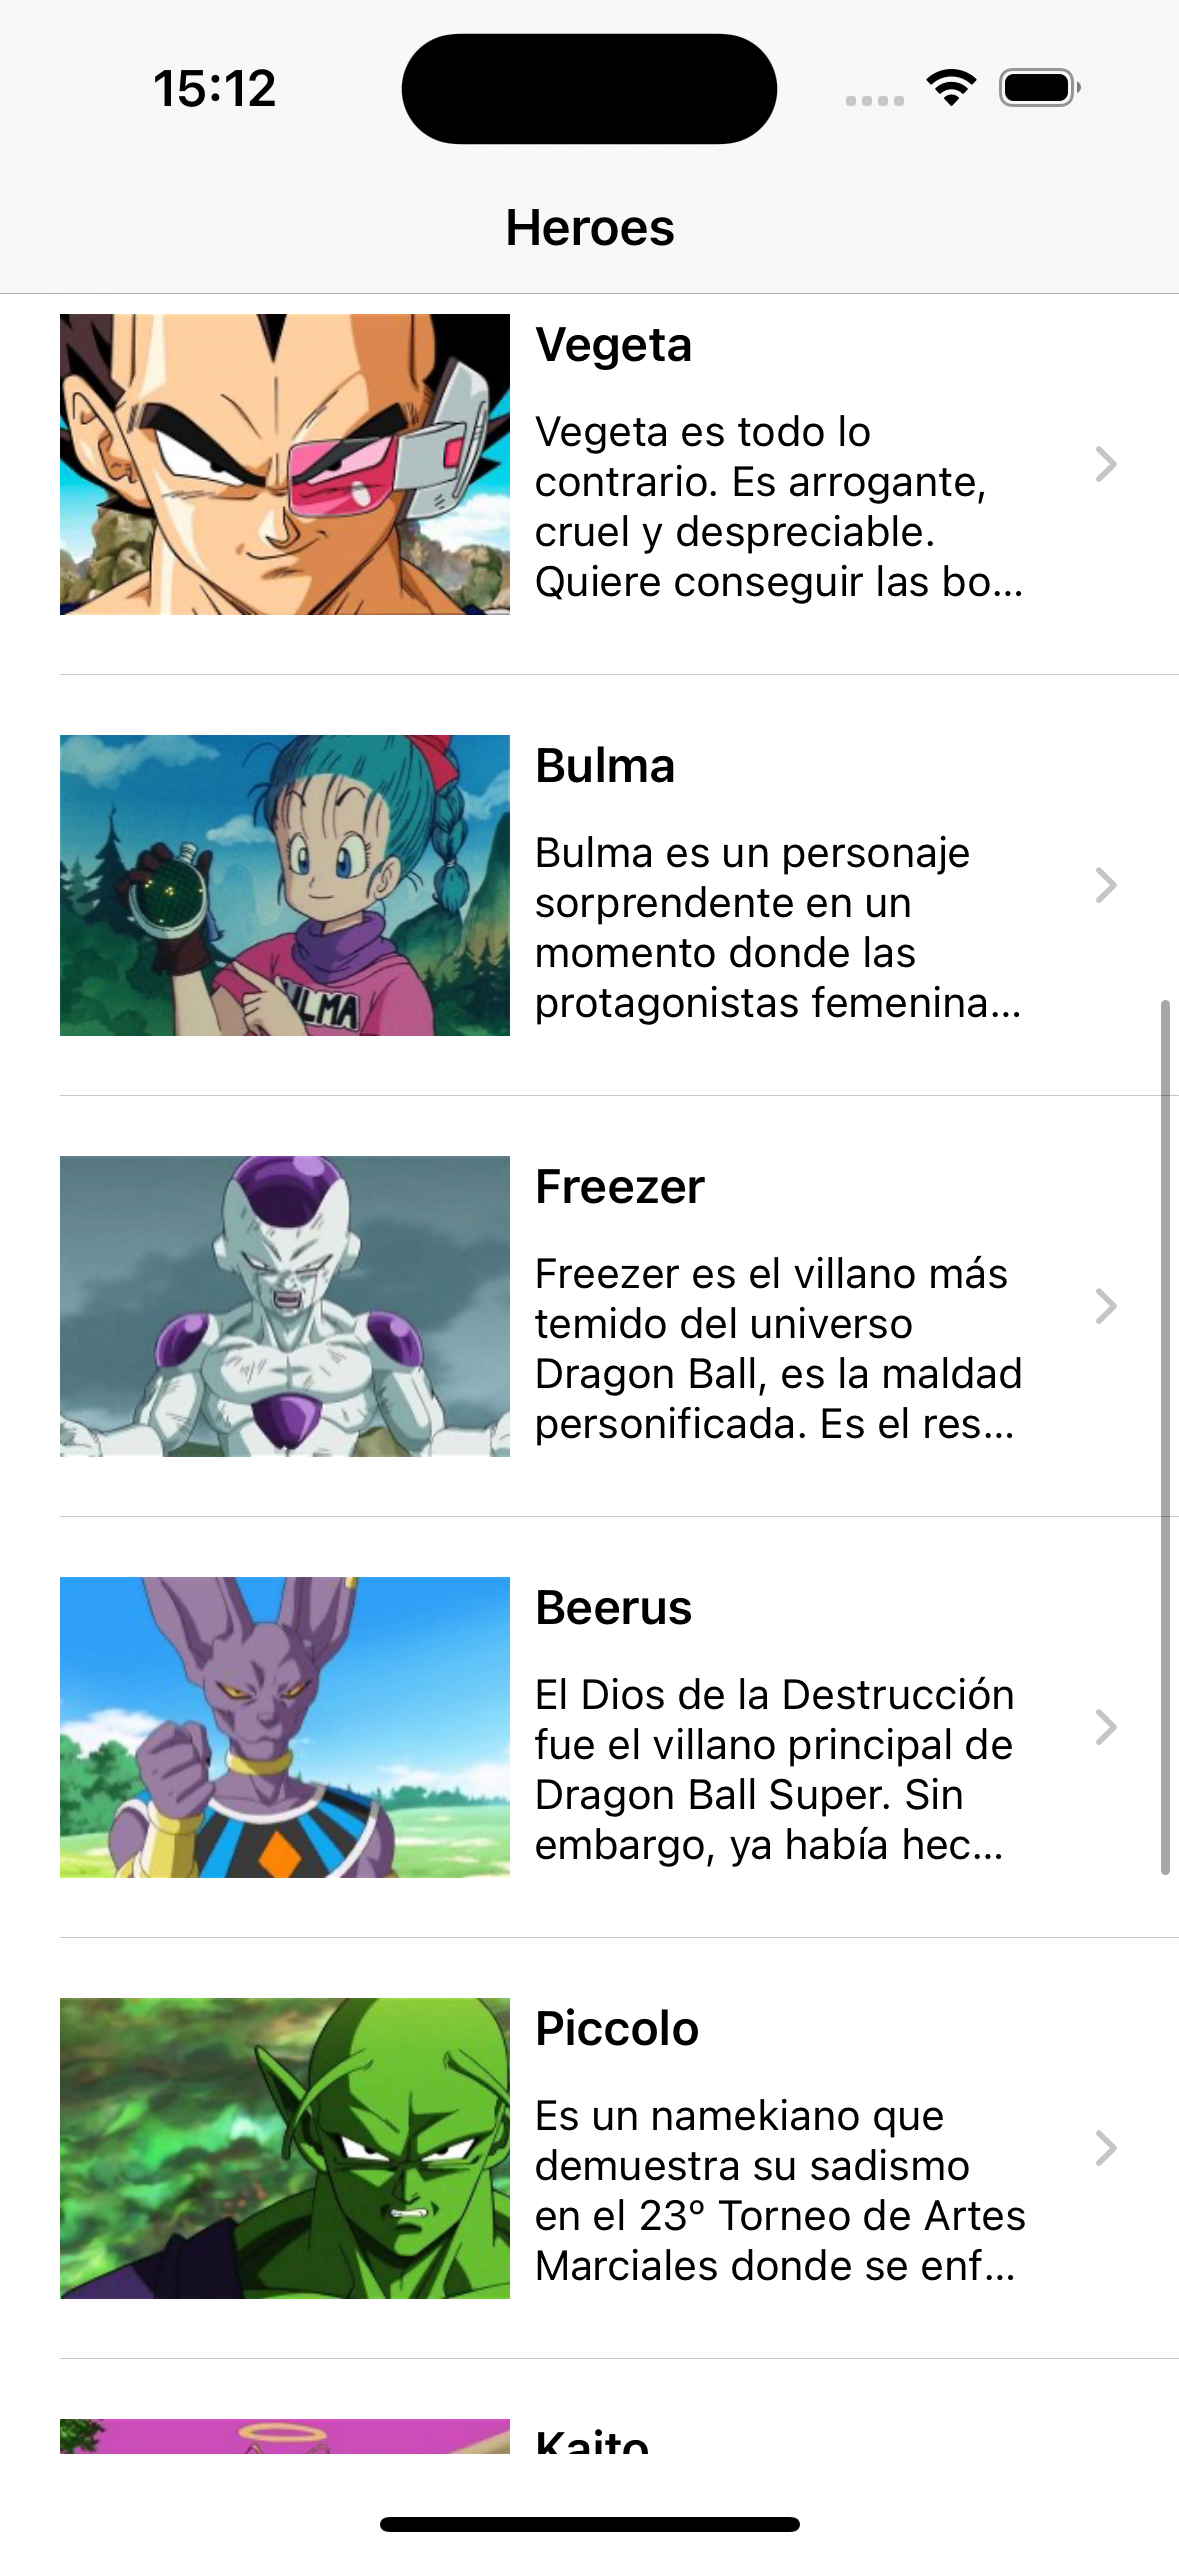 15:12
Heroes
Vegeta
Vegeta es todo lo
contrario. Es arrogante,
cruel y despreciable.
Quiere conseguir las bo...
Bulma
Bulma es un personaje
sorprendente en un
momento donde las
protagonistas femenina...
ULMA
Freezer
Freezer es el villano más
temido del universo
Dragon Ball, es la maldad
personificada. Es el res...
Beerus
El Dios de la Destrucción
fue el villano principal de
Dragon Ball Super. Sin
embargo, ya había hec...
Piccolo
Es un namekiano que
demuestra su sadismo
en el 23º Torneo de Artes
Marciales donde se enf...
Kaito